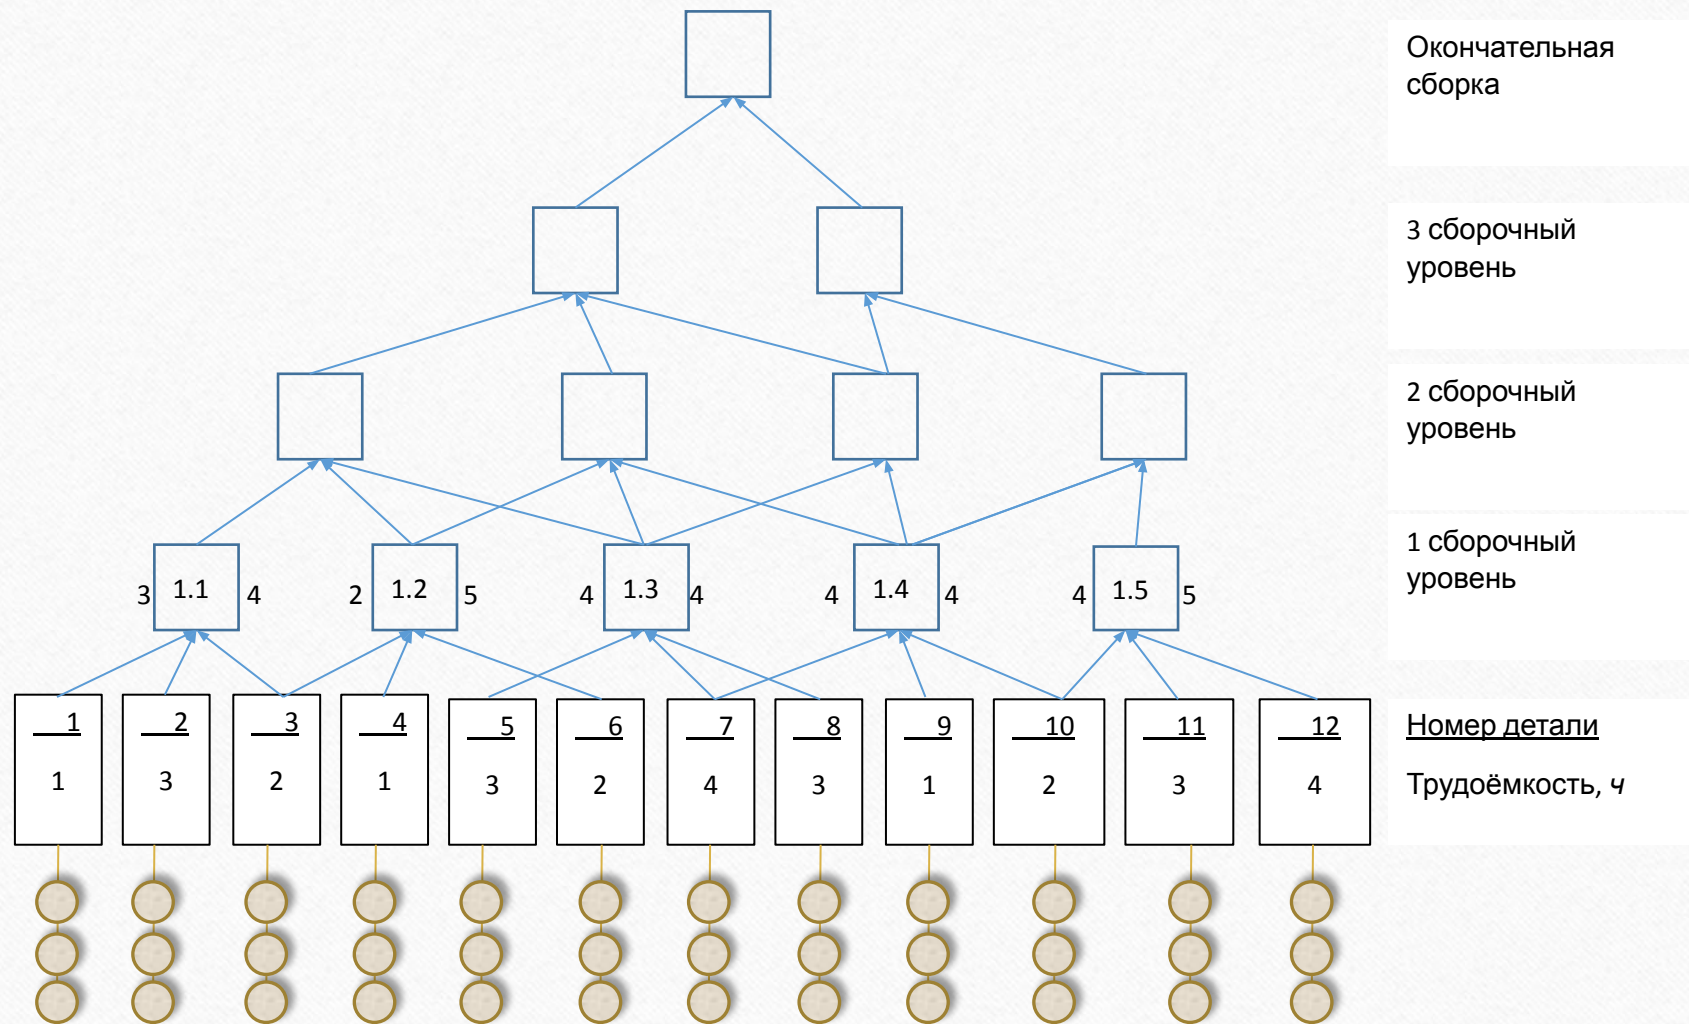 Окончательная
сборка
3 сборочный
уровень
2 сборочный
уровень
1 сборочный
уровень
3 1.1 4 2 1.2 5 4 1.3 4 4 1.4 4 4 1.5 5
1 2 3 4 5 6 7 8 9 10 11 12 Номер детали
1 3 2 1 3 2 4 3 1 2 3 4 Трудоёмкость, ч